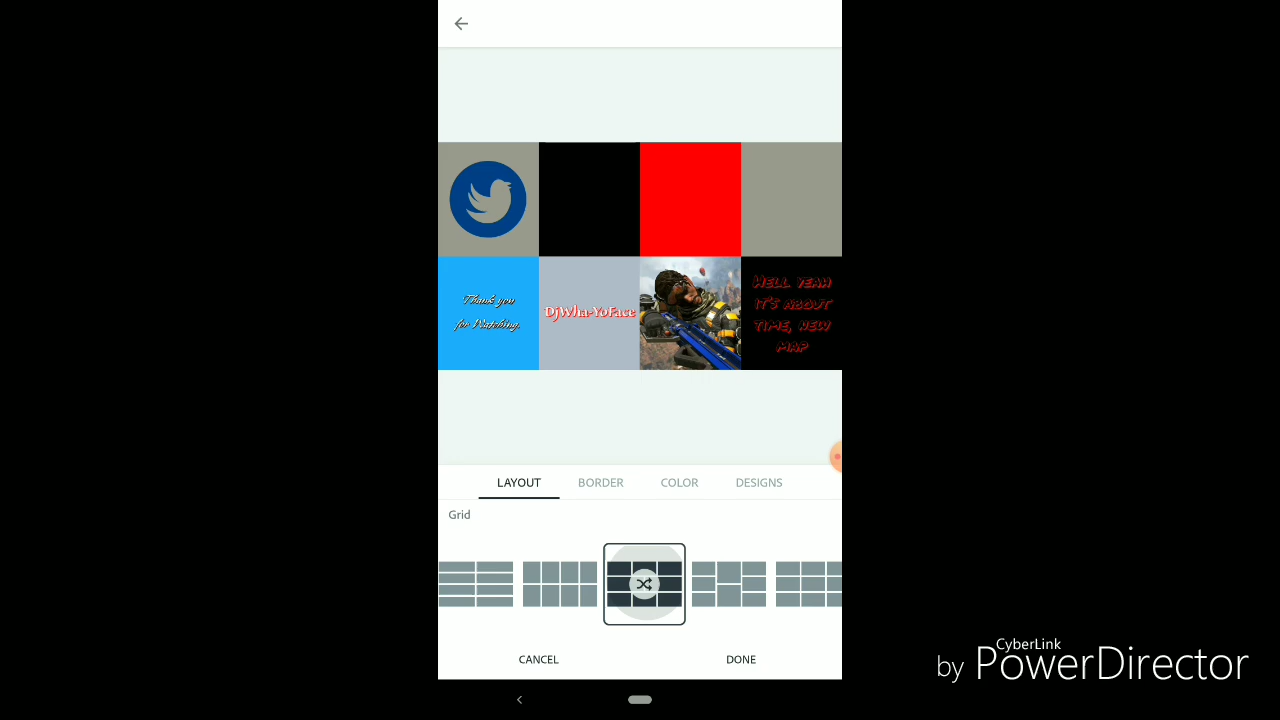 Thank you
for Watching.
DjWha-YoFace
WELL YEAH
IT'S ABOUT
TIME, NEW
MAP
LAYOUT
BORDER
COLOR
DESIGNS
Grid
CANCEL
DONE
CyberLink
by PowerDirector